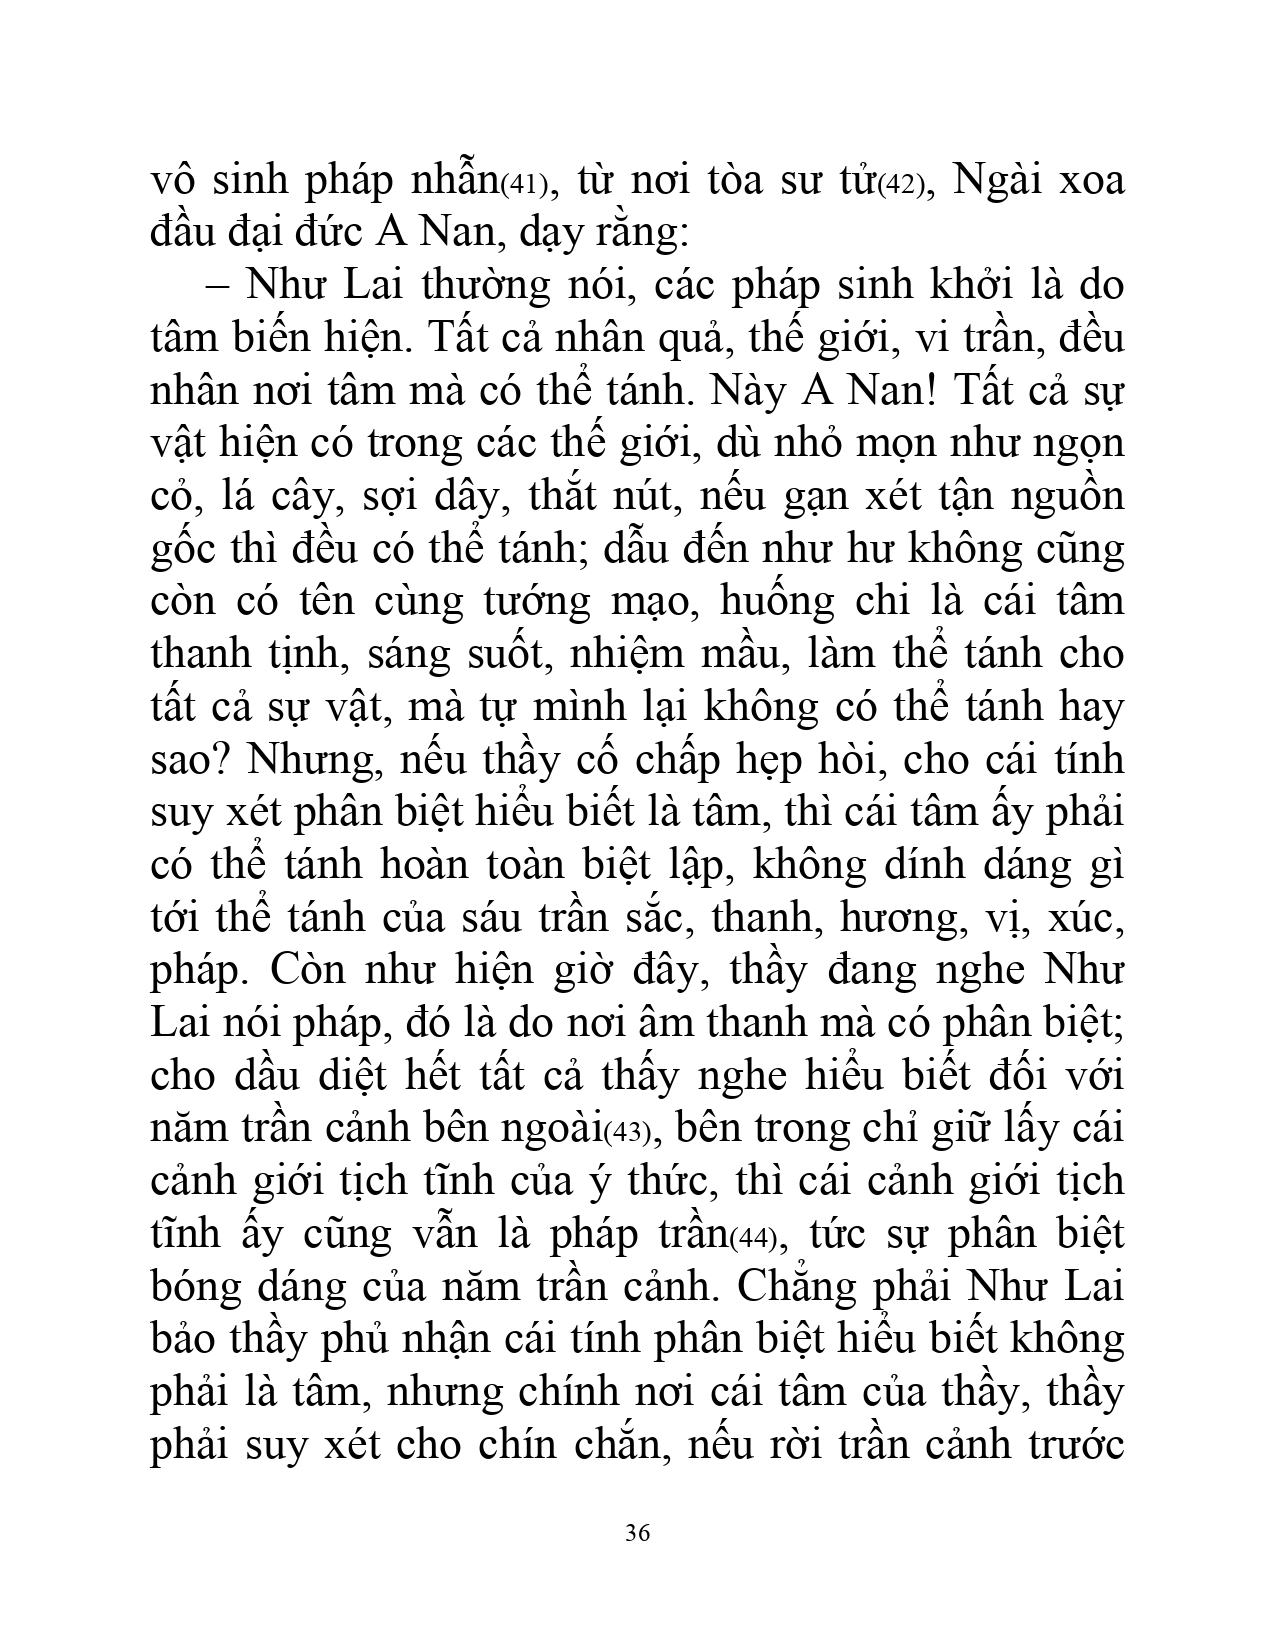 vô sinh pháp nhẫn(41), từ nơi tòa sư tử(42), Ngài xoa
đầu đại đức A Nan, dạy rằng:
– Như Lai thường nói, các pháp sinh khởi là do
tâm biến hiện. Tất cả nhân quả, thế giới, vi trần, đều
nhân nơi tâm mà có thể tánh. Này A Nan! Tất cả sự
vật hiện có trong các thế giới, dù nhỏ mọn như ngọn
cỏ, lá cây, sợi dây, thắt nút, nếu gạn xét tận nguồn
gốc thì đều có thể tánh; dẫu đến như hư không cũng
còn có tên cùng tướng mạo, huống chi là cái tâm
thanh tịnh, sáng suốt, nhiệm mầu, làm thể tánh cho
tất cả sự vật, mà tự mình lại không có thể tánh hay
sao? Nhưng, nếu thầy cố chấp hẹp hòi, cho cái tính
suy xét phân biệt hiểu biết là tâm, thì cái tâm ấy phải
có thể tánh hoàn toàn biệt lập, không dính dáng gì
tới thể tánh của sáu trần sắc, thanh, hương, vị, xúc,
pháp. Còn như hiện giờ đây, thầy đang nghe Như
Lai nói pháp, đó là do nơi âm thanh mà có phân biệt;
cho dầu diệt hết tất cả thấy nghe hiểu biết đối với
năm trần cảnh bên ngoài(43), bên trong chỉ giữ lấy cái
cảnh giới tịch tĩnh của ý thức, thì cái cảnh giới tịch
tĩnh ấy cũng vẫn là pháp trần(44), tức sự phân biệt
bóng dáng của năm trần cảnh. Chẳng phải Như Lai
bảo thầy phủ nhận cái tính phân biệt hiểu biết không
phải là tâm, nhưng chính nơi cái tâm của thầy, thầy
phải suy xét cho chín chắn, nếu rời trần cảnh trước
36